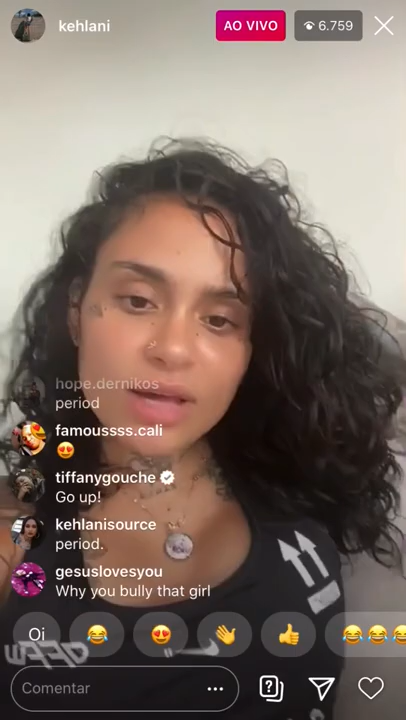 kehlani
AO VIVO
6.759
hope.dernikos
period
famoussss.cali
tiffanygouche
Go up!
kehlanisource
period.
gesuslovesyou
Why you bully that girl
Oi
Comentar